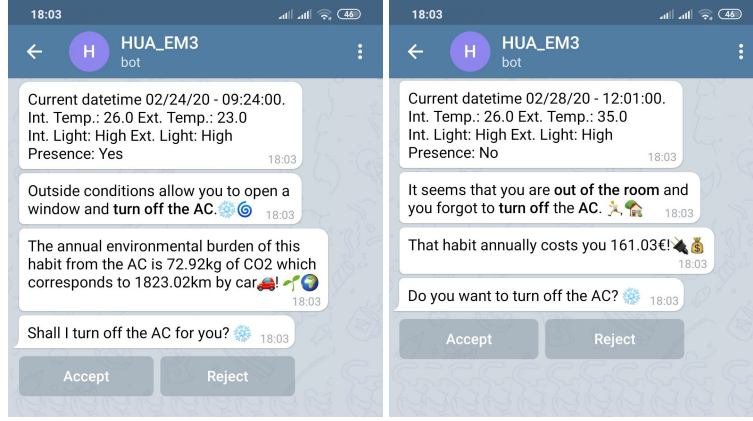 18:03
46
HUA_EM3
H
bot
Current datetime 02/24/20 - 09:24:00.
Int. Temp.: 26.0 Ext. Temp.: 23.0
Int. Light: High Ext. Light: High
Presence: Yes
18:03
Outside conditions allow you to open a
window and turn off the AC.❄️🌀
18:03
The annual environmental burden of this
habit from the AC is 72.92kg of CO2 which
corresponds to 1823.02km by car🚗! 🌱🌍
18:03
Shall I turn off the AC for you? ❄️
18:03
Accept
Reject
18:03
46
HUA_EM3
H
bot
Current datetime 02/28/20 - 12:01:00.
Int. Temp.: 26.0 Ext. Temp.: 35.0
Int. Light: High Ext. Light: High
Presence: No
18:03
It seems that you are out of the room and
you forgot to turn off the AC. 🏃🏡
18:03
That habit annually costs you 161.03€!🔌💰
18:03
Do you want to turn off the AC? ❄️
18:03
Accept
Reject